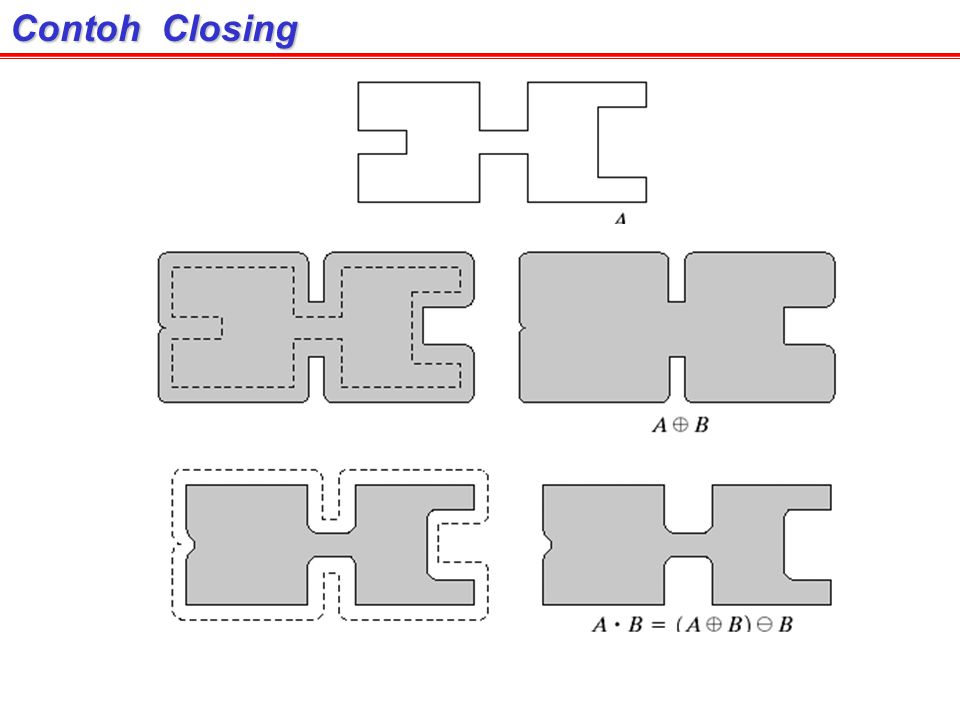 Contoh Closing
A
A ⊕ B
A • B = (A ⊕ B) ⊖ B